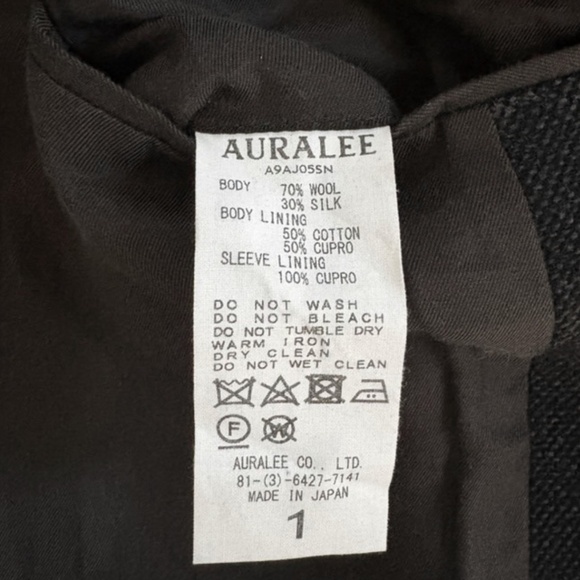 AURALEE
A9AJ05SN
BODY 70% WOOL
30% SILK
BODY LINING
50% COTTON
50% CUPRO
SLEEVE LINING
100% CUPRO
DO NOT WASH
DO NOT BLEACH
DO NOT TUMBLE DRY
WARM IRON
DRY CLEAN
DO NOT WET CLEAN
F W
AURALEE CO., LTD.
81-(3)-6427-7141
MADE IN JAPAN
1